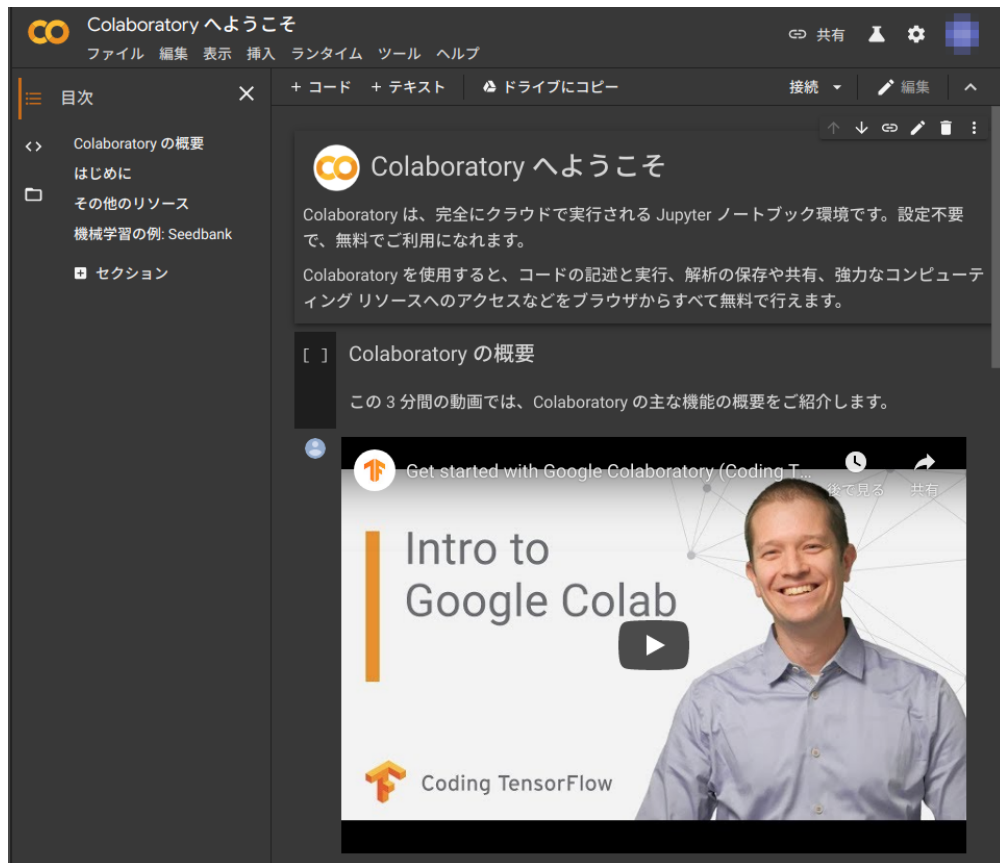 Colaboratory へようこそ
ファイル 編集 表示 挿入 ランタイム ツール ヘルプ
共有
目次
+ コード + テキスト ドライブにコピー
接続 編集
Colaboratory の概要
はじめに
その他のリソース
機械学習の例: Seedbank
セクション
CO Colaboratory へようこそ
Colaboratory は、完全にクラウドで実行される Jupyter ノートブック環境です。設定不要
で、無料でご利用になれます。
Colaboratory を使用すると、コードの記述と実行、解析の保存や共有、強力なコンピューテ
ィング リソースへのアクセスなどをブラウザからすべて無料で行えます。
[ ] Colaboratory の概要
この 3 分間の動画では、Colaboratory の主な機能の概要をご紹介します。
Get started with Google Colaboratory (Coding T...
後で見る 共有
Intro to
Google Colab
Coding TensorFlow